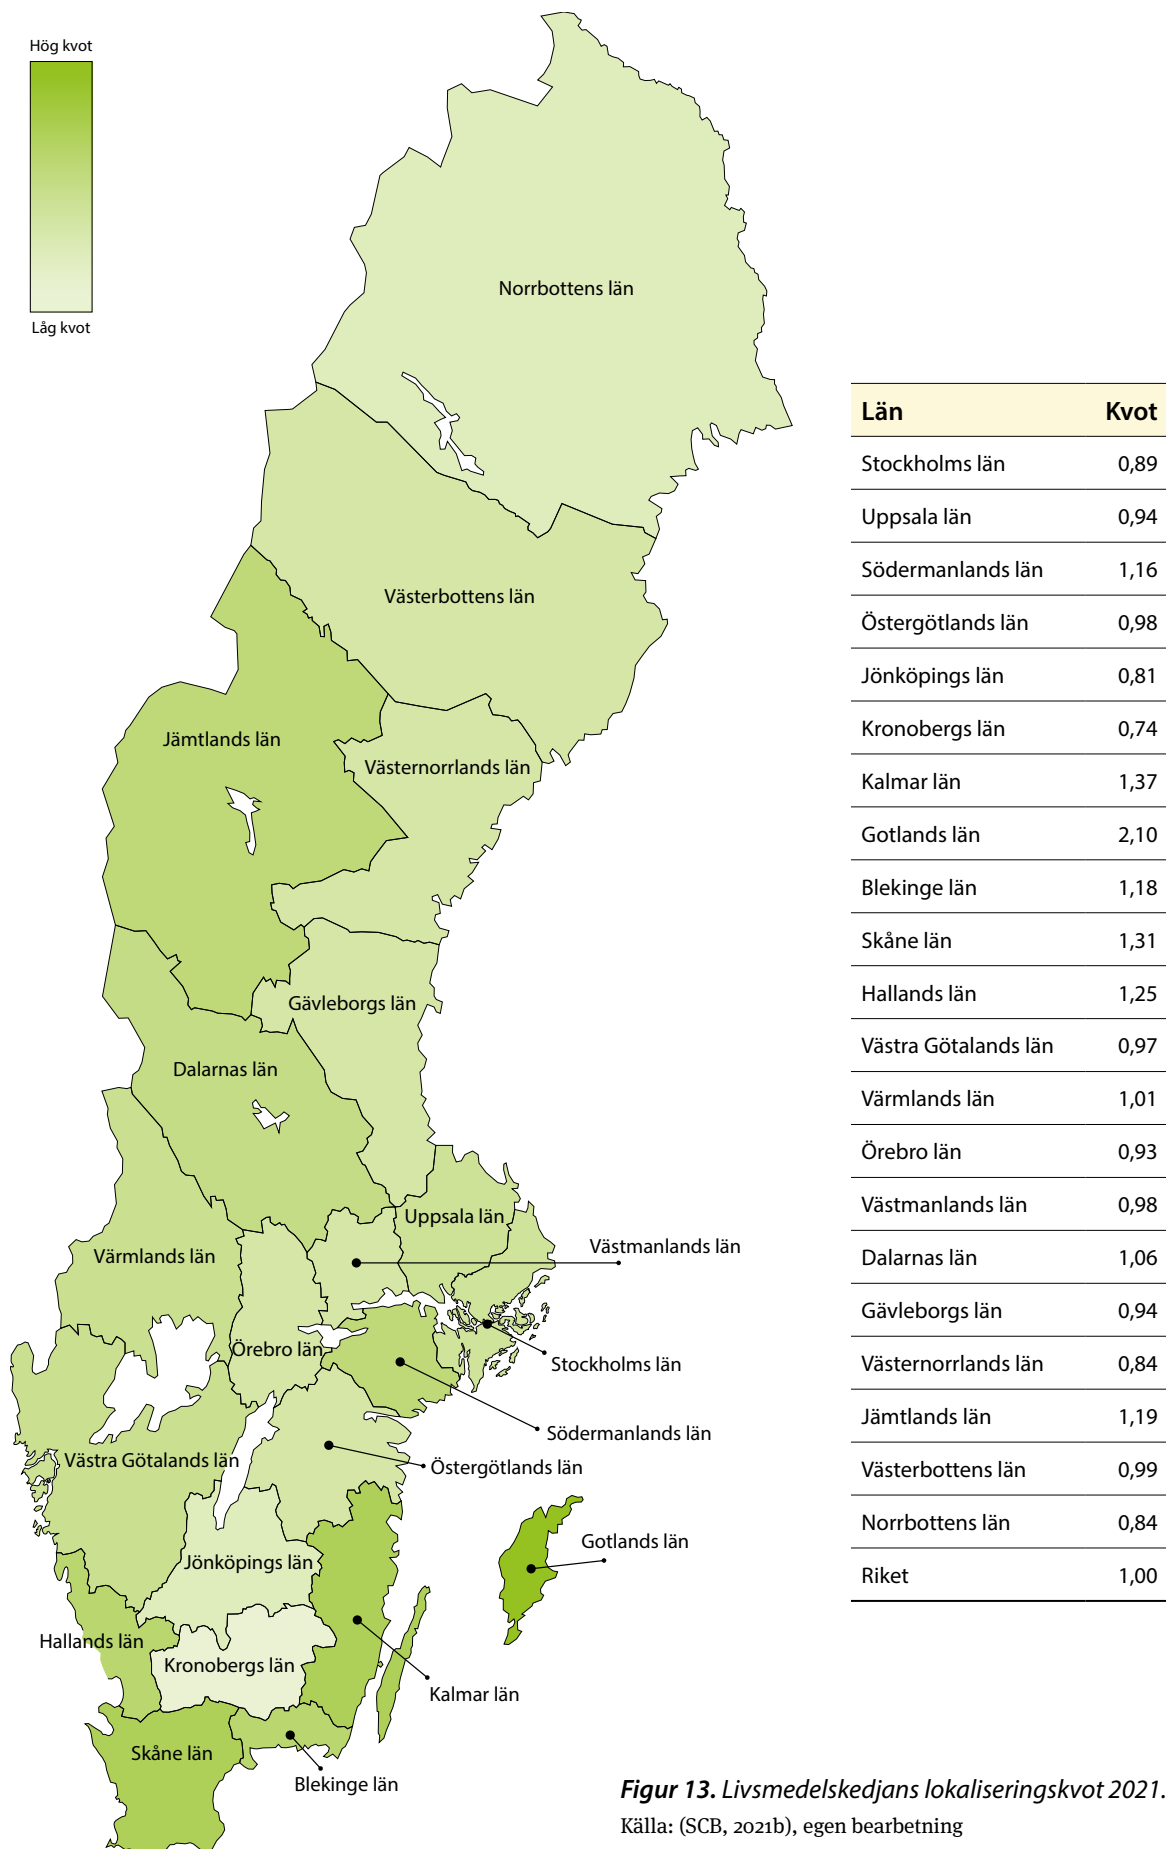 Hög kvot
Låg kvot
Norrbottens län
Västerbottens län
Jämtlands län
Västernorrlands län
Gävleborgs län
Dalarnas län
Uppsala län
Västmanlands län
Värmlands län
Örebro län
Stockholms län
Södermanlands län
Västra Götalands län
Östergötlands län
Gotlands län
Jönköpings län
Hallands län
Kronobergs län
Kalmar län
Skåne län
Blekinge län
Län Kvot
Stockholms län 0,89
Uppsala län 0,94
Södermanlands län 1,16
Östergötlands län 0,98
Jönköpings län 0,81
Kronobergs län 0,74
Kalmar län 1,37
Gotlands län 2,10
Blekinge län 1,18
Skåne län 1,31
Hallands län 1,25
Västra Götalands län 0,97
Värmlands län 1,01
Örebro län 0,93
Västmanlands län 0,98
Dalarnas län 1,06
Gävleborgs län 0,94
Västernorrlands län 0,84
Jämtlands län 1,19
Västerbottens län 0,99
Norrbottens län 0,84
Riket 1,00
Figur 13. Livsmedelskedjans lokaliseringskvot 2021.
Källa: (SCB, 2021b), egen bearbetning